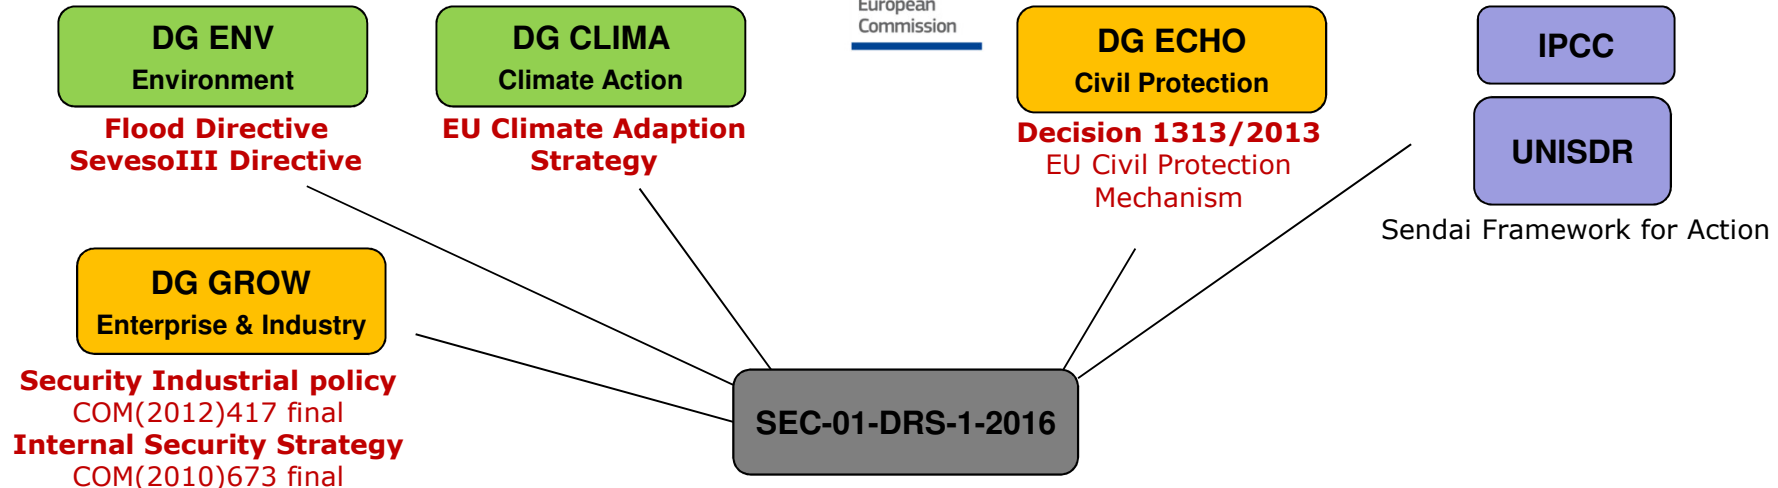 European
Commission
DG ENV
Environment
Flood Directive
SevesoIII Directive
DG CLIMA
Climate Action
EU Climate Adaption
Strategy
DG ECHO
Civil Protection
Decision 1313/2013
EU Civil Protection
Mechanism
IPCC
UNISDR
Sendai Framework for Action
DG GROW
Enterprise & Industry
Security Industrial policy
COM(2012)417 final
Internal Security Strategy
COM(2010)673 final
SEC-01-DRS-1-2016